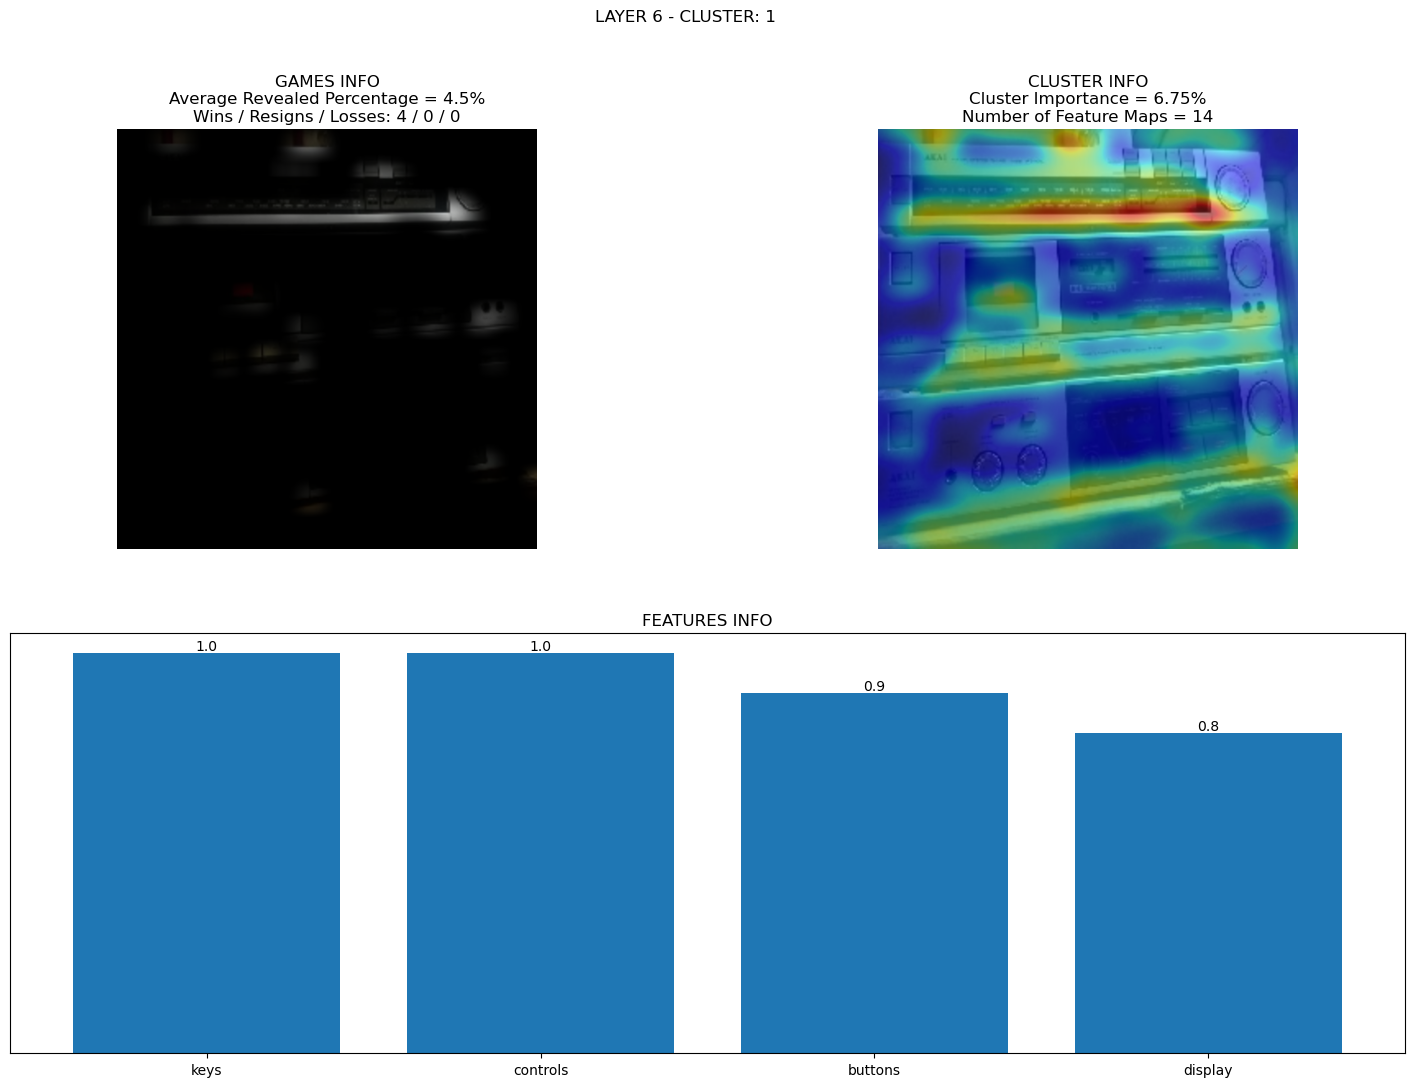 LAYER 6 - CLUSTER: 1
GAMES INFO
Average Revealed Percentage = 4.5%
Wins / Resigns / Losses: 4 / 0 / 0
CLUSTER INFO
Cluster Importance = 6.75%
Number of Feature Maps = 14
AKAI
FEATURES INFO
1.0
1.0
0.9
0.8
keys
controls
buttons
display